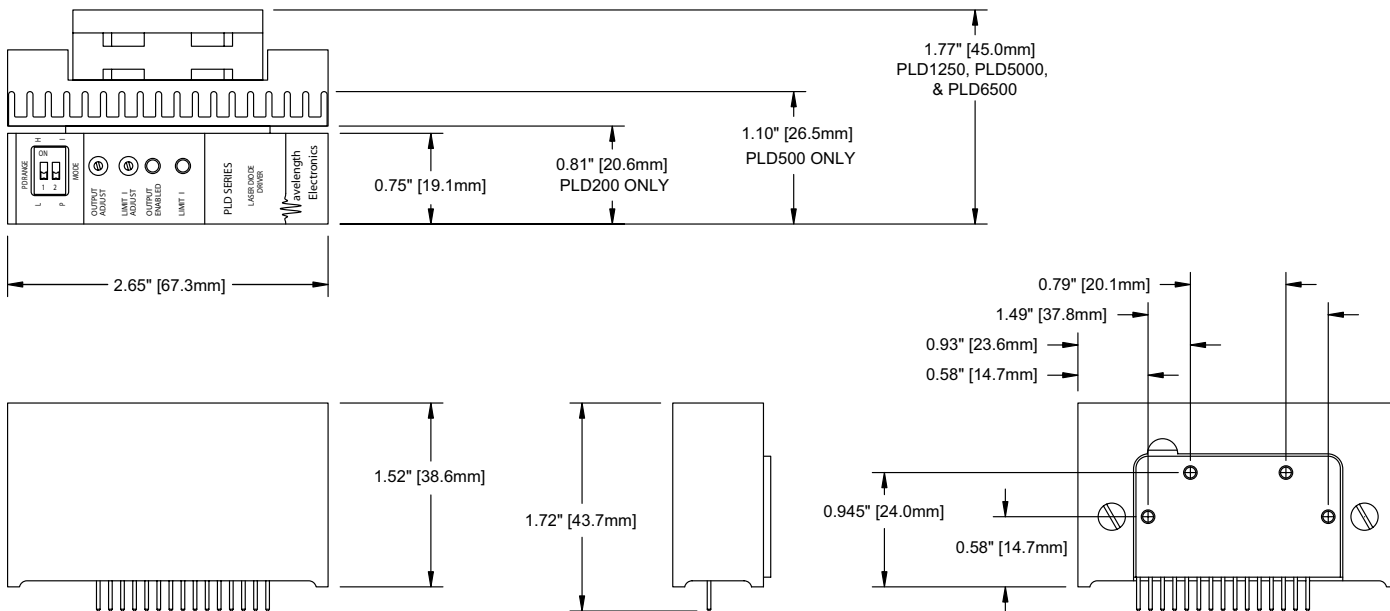 1.77" [45.0mm]
PLD1250, PLD5000,
& PLD6500
1.10" [26.5mm]
PLD500 ONLY
0.81" [20.6mm]
PLD200 ONLY
0.75" [19.1mm]
PDRANGE
H
I
ON
1 2
L
P
MODE
OUTPUT
ADJUST
LIMIT I
ADJUST
OUTPUT
ENABLED
LIMIT I
PLD SERIES
LASER DIODE
DRIVER
avelength
Electronics
2.65" [67.3mm]
0.79" [20.1mm]
1.49" [37.8mm]
0.93" [23.6mm]
0.58" [14.7mm]
1.52" [38.6mm]
1.72" [43.7mm]
0.945" [24.0mm]
0.58" [14.7mm]